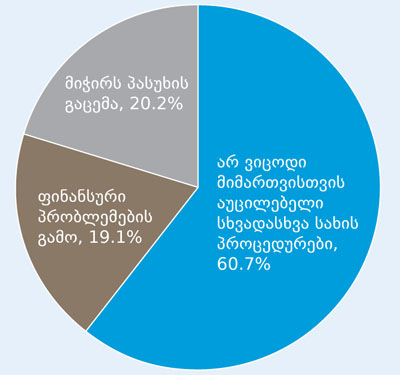 მიჭირს პასუხის
გაცემა, 20.2%
არ ვიცოდი
მიმართვისთვის
აუცილებელი
სხვადასხვა სახის
პროცედურები,
60.7%
ფინანსური
პრობლემების
გამო, 19.1%